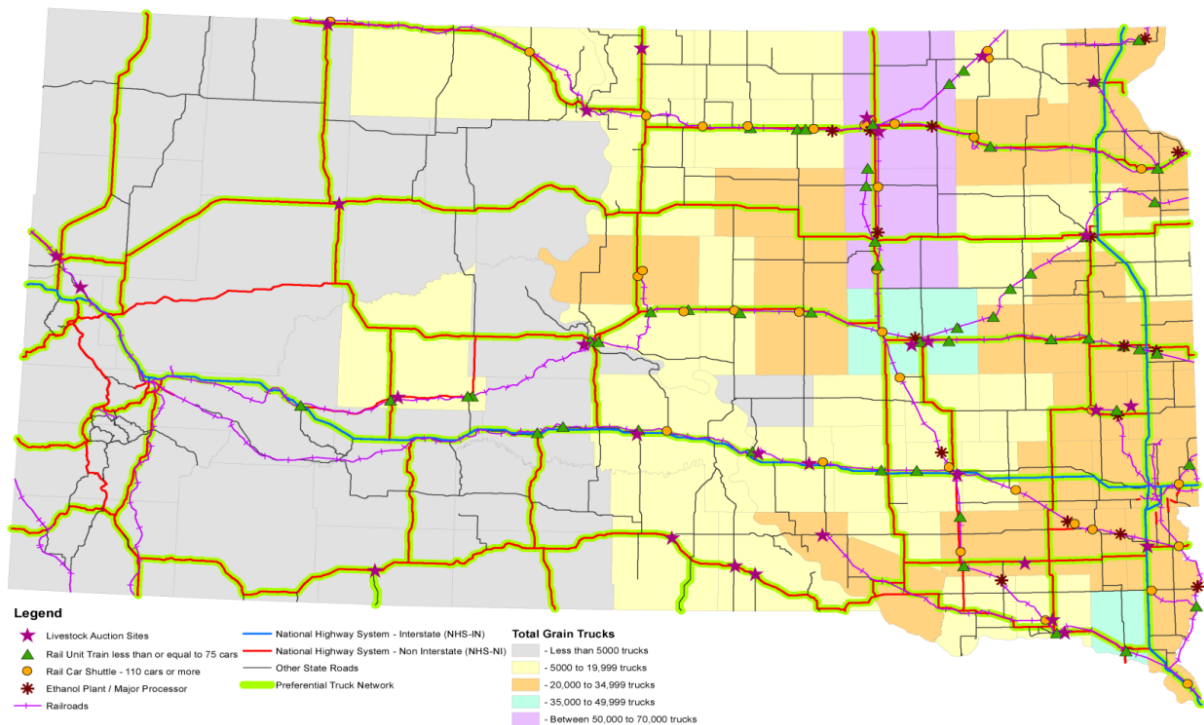 Legend
Livestock Auction Sites
Rail Unit Train less than or equal to 75 cars
Rail Car Shuttle - 110 cars or more
Ethanol Plant / Major Processor
Railroads
National Highway System - Interstate (NHS-IN)
National Highway System - Non Interstate (NHS-NI)
Other State Roads
Preferential Truck Network
Total Grain Trucks
- Less than 5000 trucks
- 5000 to 19,999 trucks
- 20,000 to 34,999 trucks
- 35,000 to 49,999 trucks
- Between 50,000 to 70,000 trucks